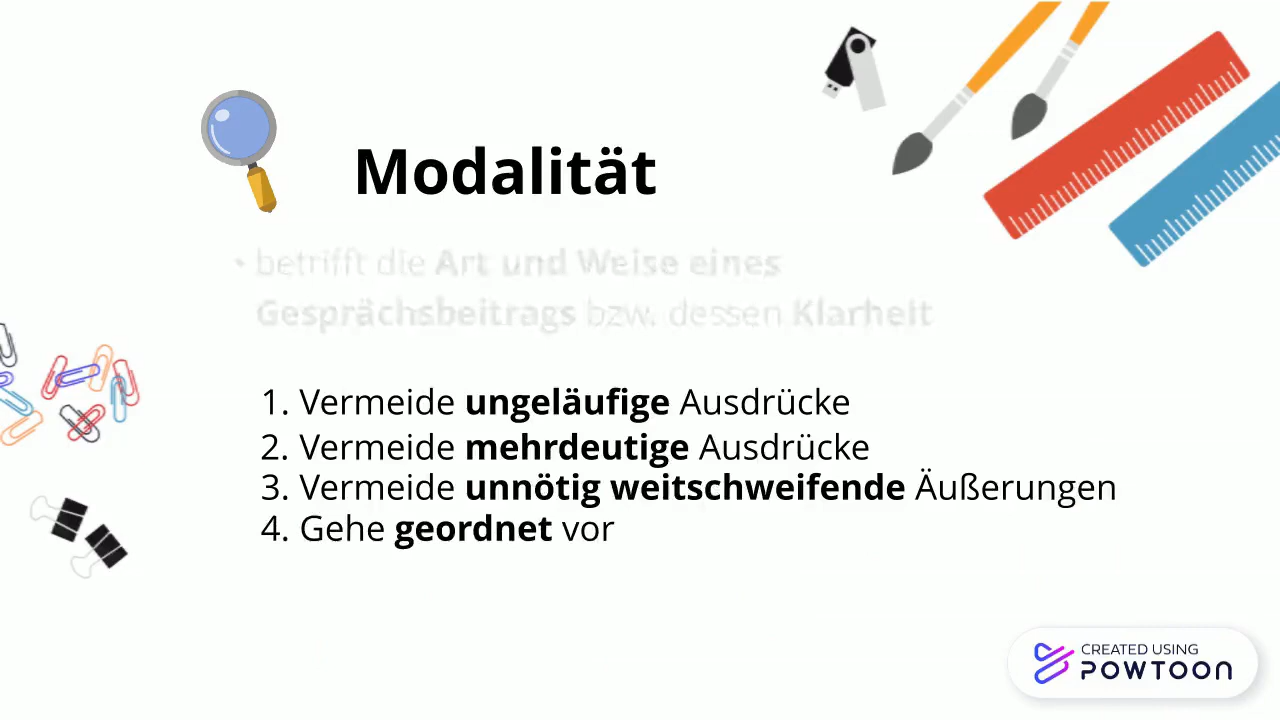 Modalität
• betrifft die Art und Weise eines
Gesprächsbeitrags bzw. dessen Klarheit
1. Vermeide ungeläufige Ausdrücke
2. Vermeide mehrdeutige Ausdrücke
3. Vermeide unnötig weitschweifende Äußerungen
4. Gehe geordnet vor
CREATED USING
POWTOON